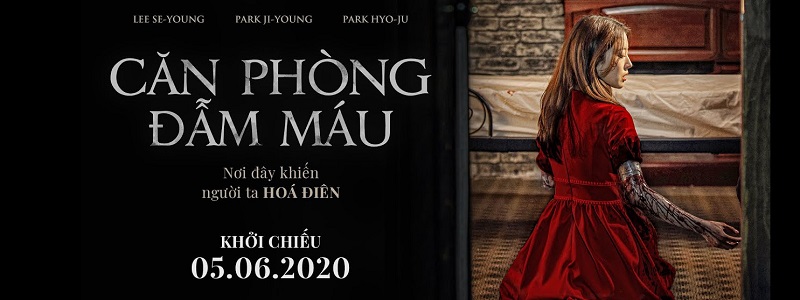 LEE SE-YOUNG PARK JI-YOUNG PARK HYO-JU
CĂN PHÒNG
ĐẪM MÁU
Nơi đây khiến
người ta HOÁ ĐIÊN
KHỞI CHIẾU
05.06.2020